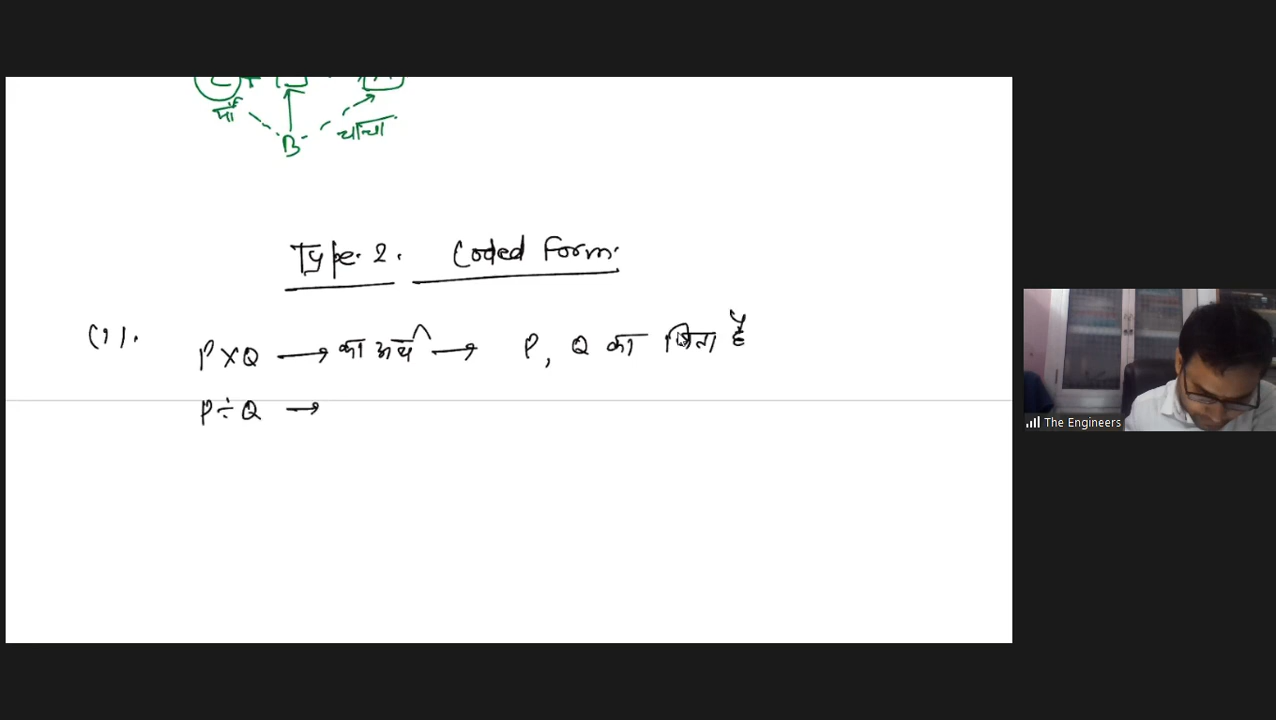 माँ
चाचा
B
Type. 2. Coded Form.
(1). P×Q → का अर्थ → P, Q का पिता है
P÷Q →
The Engineers